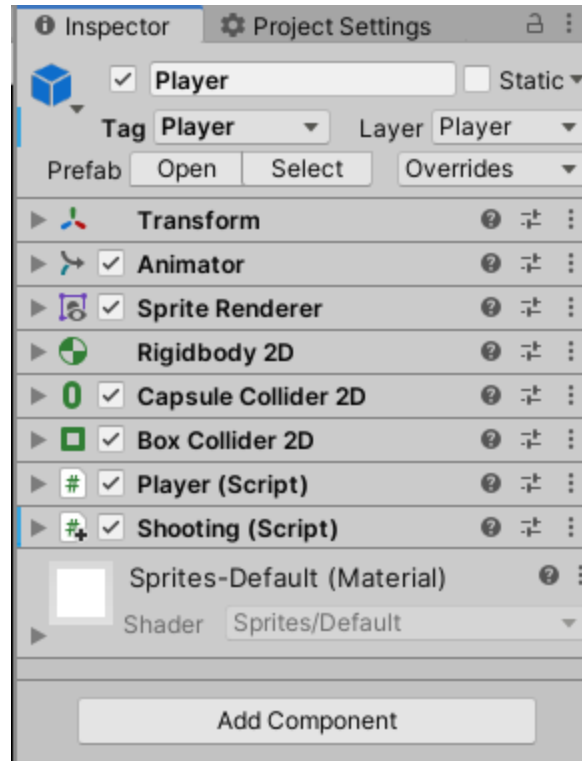 Inspector Project Settings
Player Static
Tag Player Layer Player
Prefab Open Select Overrides
Transform
Animator
Sprite Renderer
Rigidbody 2D
Capsule Collider 2D
Box Collider 2D
# Player (Script)
# Shooting (Script)
Sprites-Default (Material)
Shader Sprites/Default
Add Component